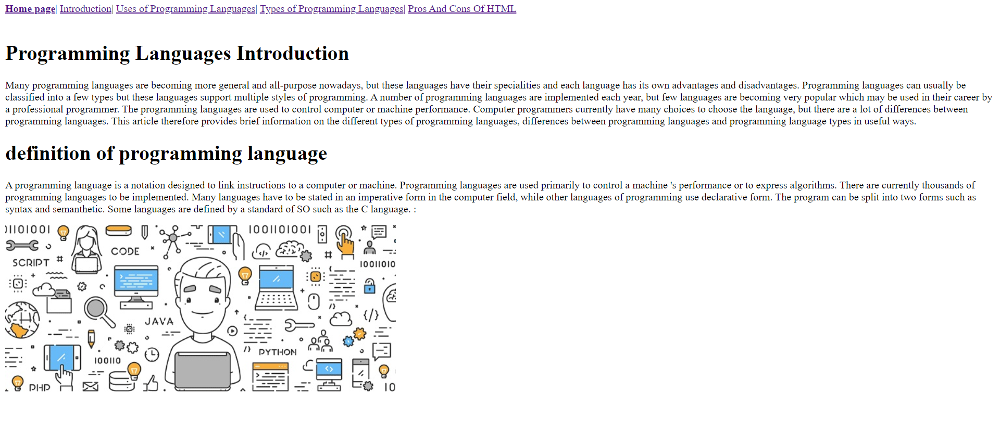 Home page| Introduction| Uses of Programming Languages| Types of Programming Languages| Pros And Cons Of HTML
Programming Languages Introduction
Many programming languages are becoming more general and all-purpose nowadays, but these languages have their specialities and each language has its own advantages and disadvantages. Programming languages can usually be
classified into a few types but these languages support multiple styles of programming. A number of programming languages are implemented each year, but few languages are becoming very popular which may be used in their career by
a professional programmer. The programming languages are used to control computer or machine performance. Computer programmers currently have many choices to choose the language, but there are a lot of differences between
programming languages. This article therefore provides brief information on the different types of programming languages, differences between programming languages and programming language types in useful ways.
definition of programming language
A programming language is a notation designed to link instructions to a computer or machine. Programming languages are used primarily to control a machine 's performance or to express algorithms. There are currently thousands of
programming languages to be implemented. Many languages have to be stated in an imperative form in the computer field, while other languages of programming use declarative form. The program can be split into two forms such as
syntax and semanthetic. Some languages are defined by a standard of SO such as the C language. :
1101001
1001101001
CODE
SCRIPT
#
#
10011010
</>
/}
</>
JAVA
/}
PYTHON
100110
<>
PHP
10